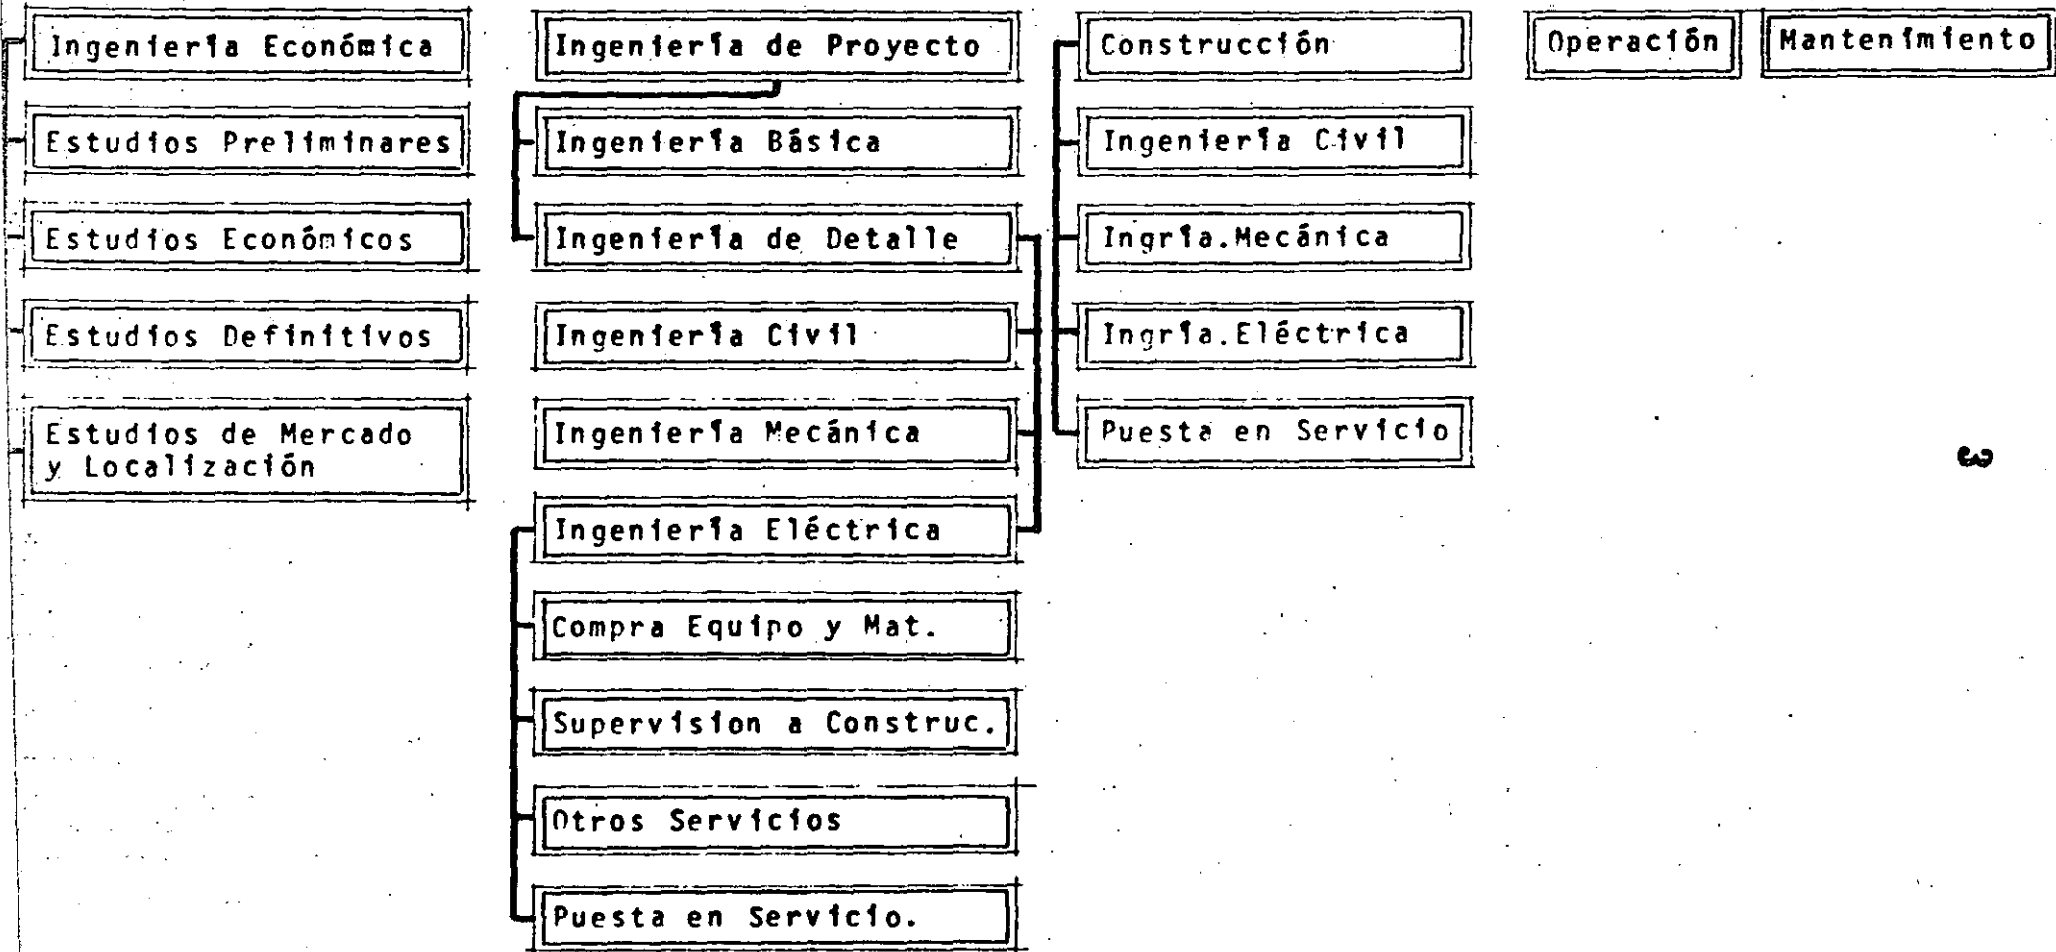 Ingeniería Económica
Estudios Preliminares
Estudios Económicos
Estudios Definitivos
Estudios de Mercado
y Localización
Ingeniería de Proyecto
Ingeniería Básica
Ingeniería de Detalle
Ingeniería Civil
Ingeniería Mecánica
Ingeniería Eléctrica
Compra Equipo y Mat.
Supervision a Construc.
Otros Servicios
Puesta en Servicio.
Construcción
Ingeniería Civil
Ingría.Mecánica
Ingría.Eléctrica
Puesta en Servicio
Operación
Mantenimiento
3